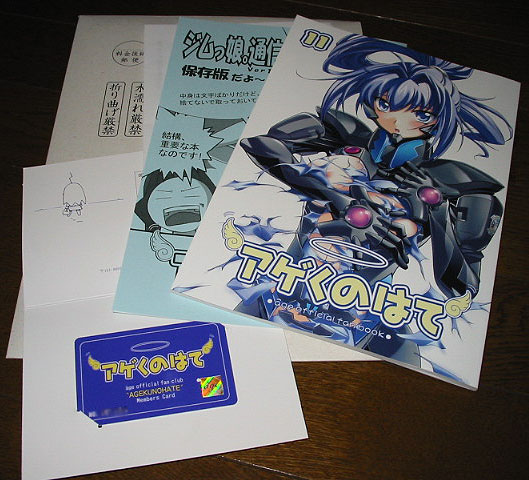 料金後納
郵便
水濡れ厳禁
折り曲げ厳禁
ジムっ娘。通信
保存版だよ〜
中身は文字ばかりだけど、
捨てないで取っておいて
結構、
重要な本
なのです!
11
アゲくのはて
age official fan book
アゲくのはて
age official fan club
"AGEKUNOHATE"
Members Card
NO.